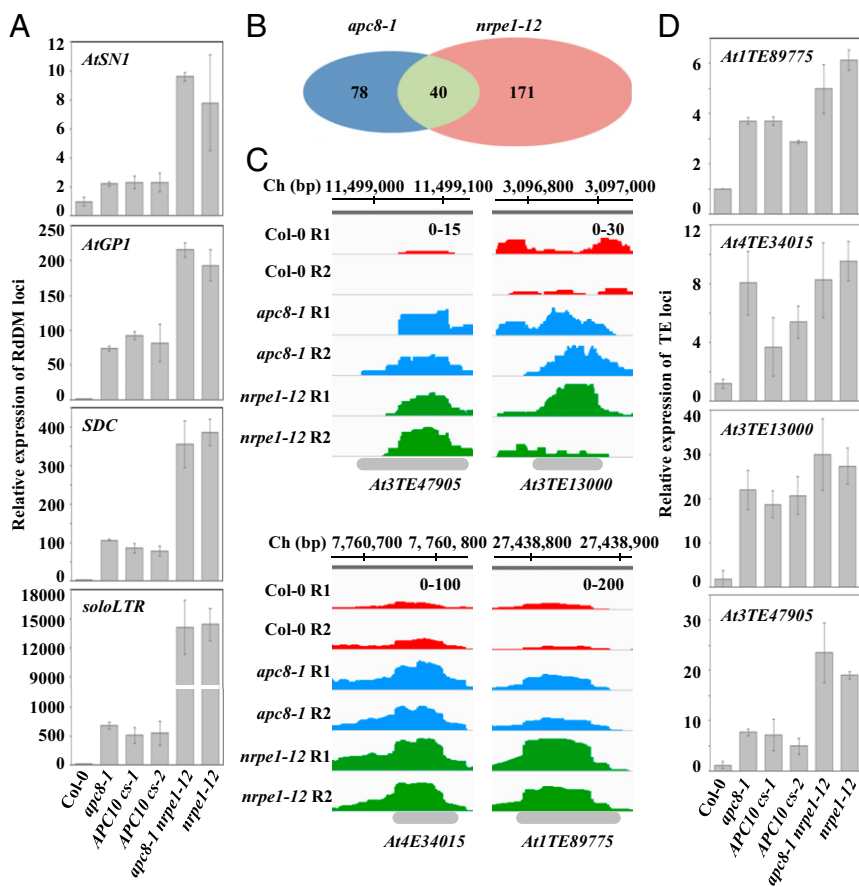 A
Relative expression of RdDM loci
12
10
8
6
4
2
0
AtSN1
250
200
150
100
50
0
AtGP1
400
300
200
100
0
SDC
18000
15000
12000
9000
1000
500
0
soloLTR
Col-0
apc8-1
APC10 cs-1
APC10 cs-2
apc8-1 nrpe1-12
nrpe1-12
B
apc8-1
nrpe1-12
78
40
171
C
Ch (bp)
11,499,000
11,499,100
3,096,800
3,097,000
0-15
0-30
Col-0 R1
Col-0 R2
apc8-1 R1
apc8-1 R2
nrpe1-12 R1
nrpe1-12 R2
At3TE47905
At3TE13000
Ch (bp)
7,760,700
7, 760, 800
27,438,800
27,438,900
0-100
0-200
Col-0 R1
Col-0 R2
apc8-1 R1
apc8-1 R2
nrpe1-12 R1
nrpe1-12 R2
At4E34015
At1TE89775
D
Relative expression of TE loci
6
4
2
0
At1TE89775
12
8
4
0
At4TE34015
40
30
20
10
0
At3TE13000
30
20
10
0
At3TE47905
Col-0
apc8-1
APC10 cs-1
APC10 cs-2
apc8-1 nrpe1-12
nrpe1-12